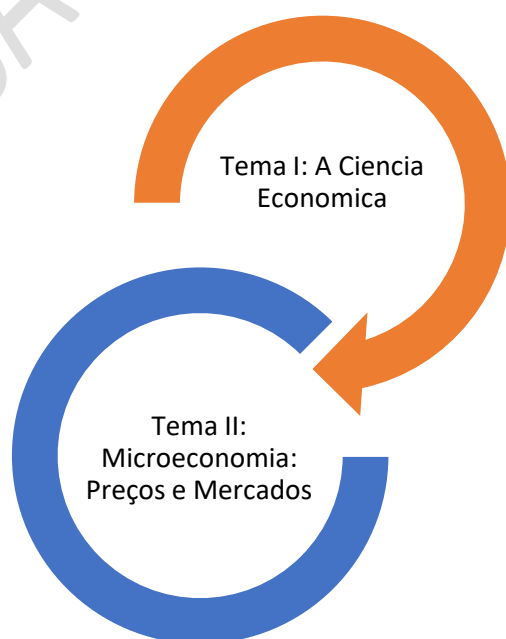 Tema I: A Ciencia
Economica
Tema II:
Microeconomia:
Preços e Mercados